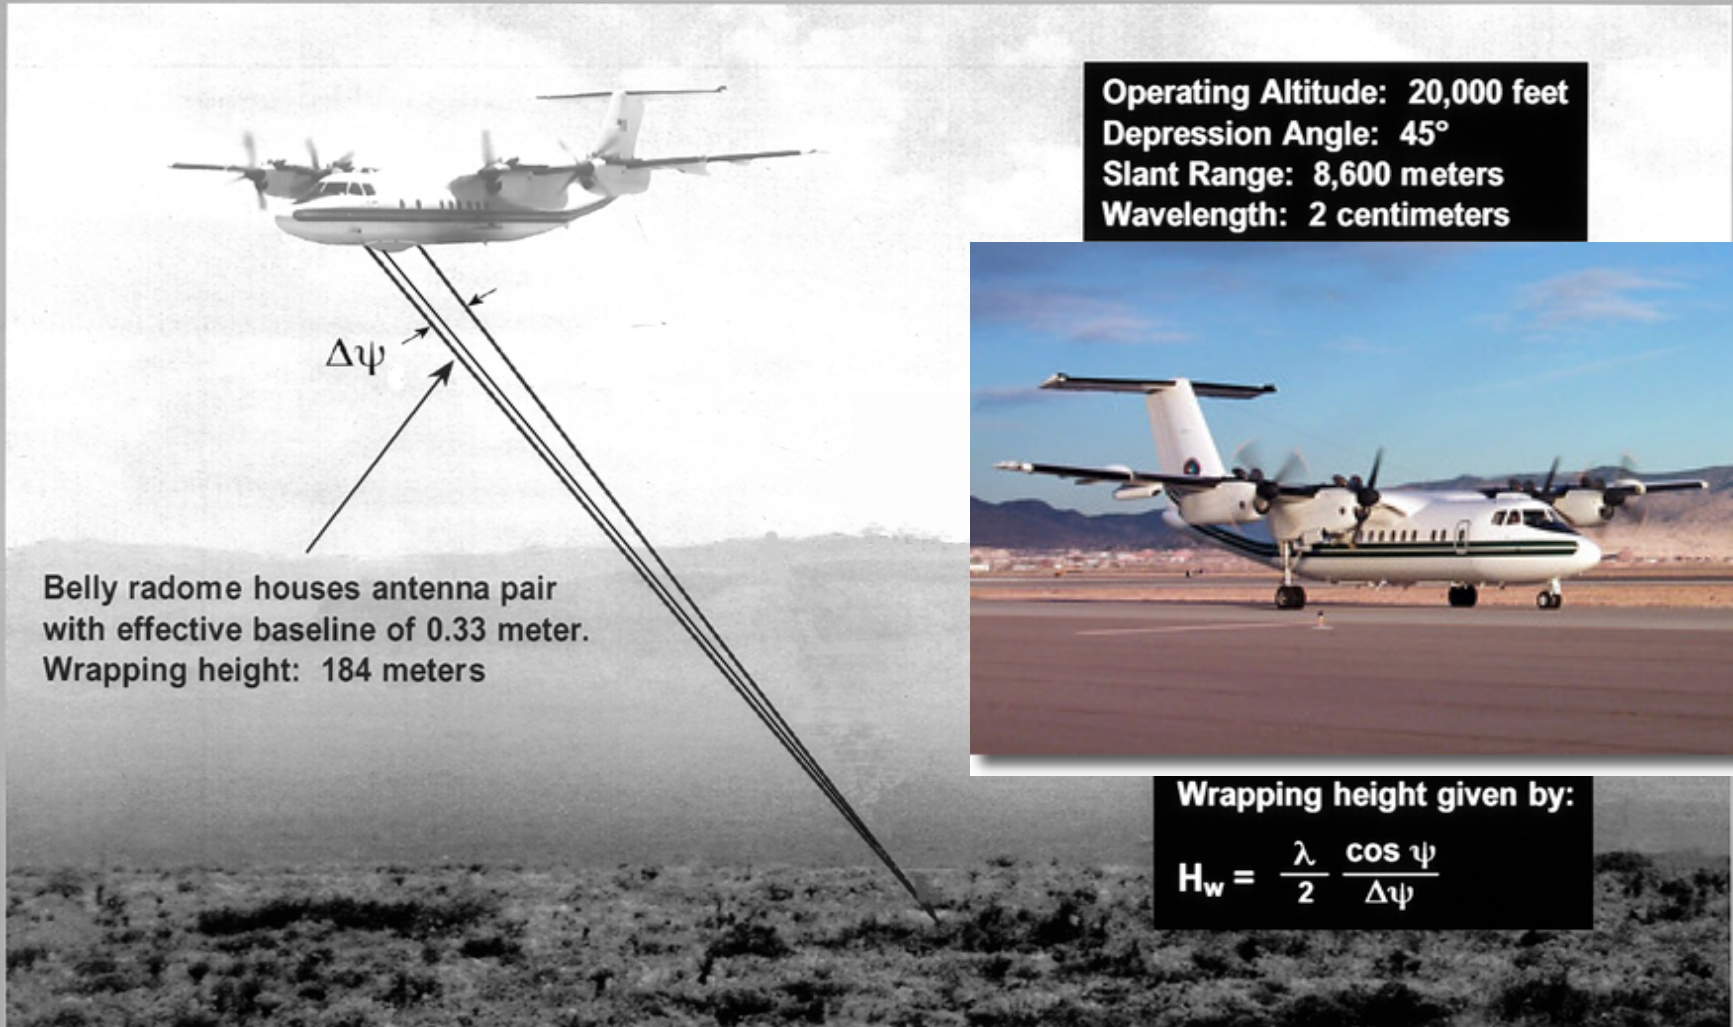 Operating Altitude: 20,000 feet
Depression Angle: 45°
Slant Range: 8,600 meters
Wavelength: 2 centimeters
Δψ
Belly radome houses antenna pair
with effective baseline of 0.33 meter.
Wrapping height: 184 meters
Wrapping height given by:
H_w = λ/2 cos ψ/Δψ